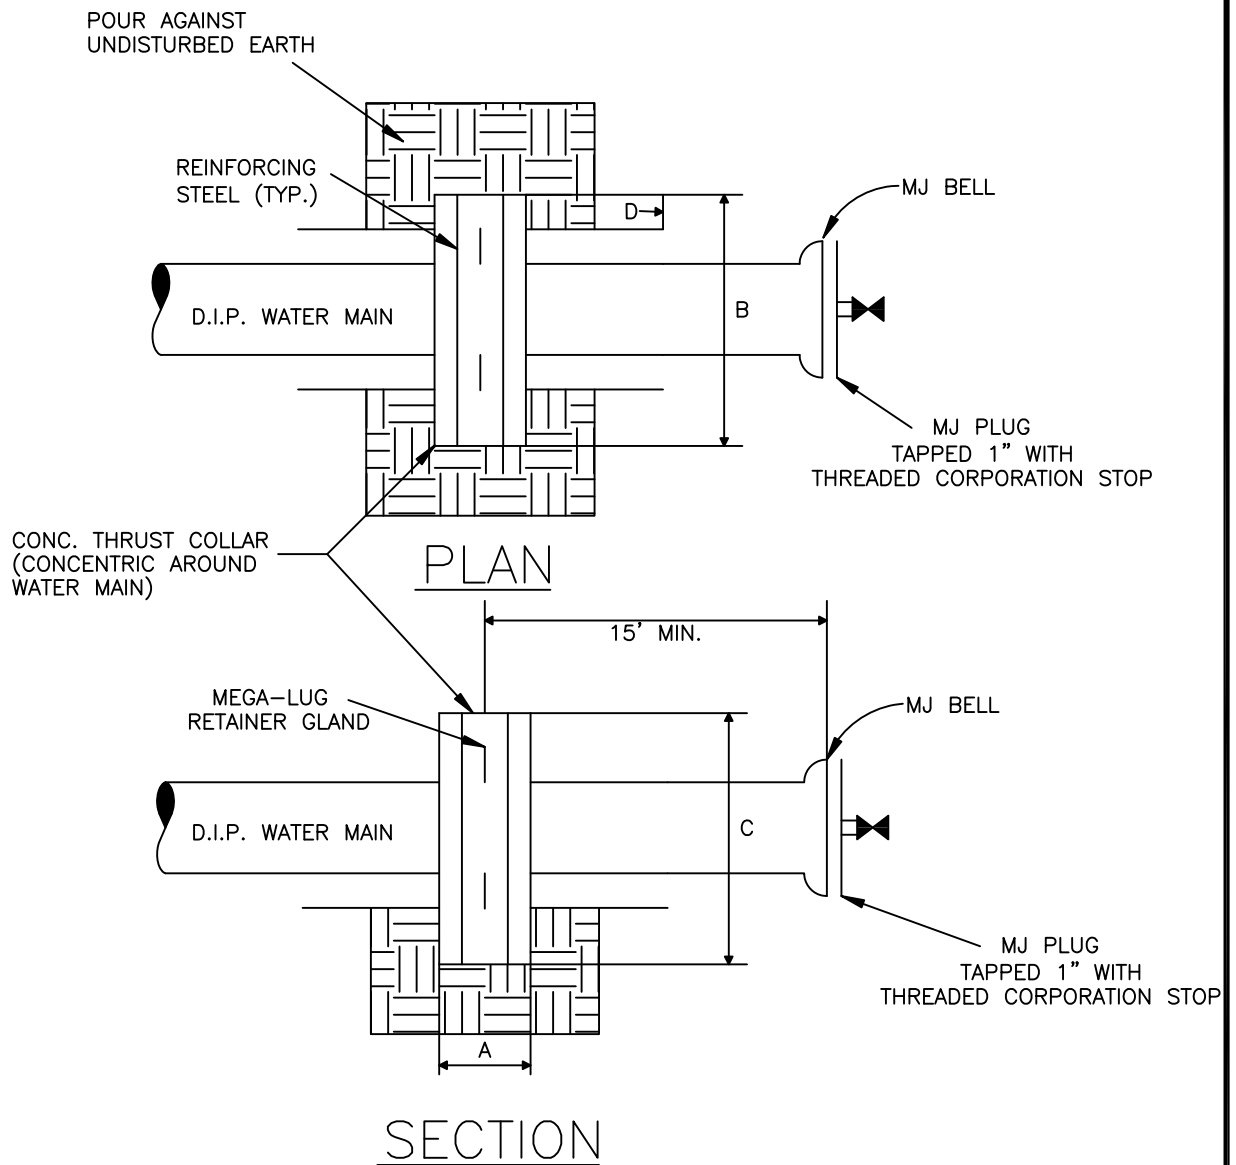 POUR AGAINST
UNDISTURBED EARTH
REINFORCING
STEEL (TYP.)
D
MJ BELL
D.I.P. WATER MAIN
B
MJ PLUG
TAPPED 1" WITH
THREADED CORPORATION STOP
CONC. THRUST COLLAR
(CONCENTRIC AROUND
WATER MAIN)
PLAN
15' MIN.
MEGA-LUG
RETAINER GLAND
MJ BELL
D.I.P. WATER MAIN
C
MJ PLUG
TAPPED 1" WITH
THREADED CORPORATION STOP
A
SECTION